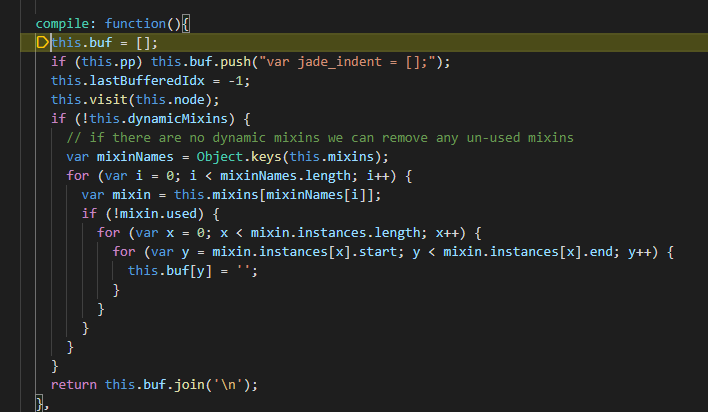 compile: function(){
this.buf = [];
if (this.pp) this.buf.push("var jade_indent = [];");
this.lastBufferedIdx = -1;
this.visit(this.node);
if (!this.dynamicMixins) {
// if there are no dynamic mixins we can remove any un-used mixins
var mixinNames = Object.keys(this.mixins);
for (var i = 0; i < mixinNames.length; i++) {
var mixin = this.mixins[mixinNames[i]];
if (!mixin.used) {
for (var x = 0; x < mixin.instances.length; x++) {
for (var y = mixin.instances[x].start; y < mixin.instances[x].end; y++) {
this.buf[y] = '';
}
}
}
}
}
return this.buf.join('\n');
},